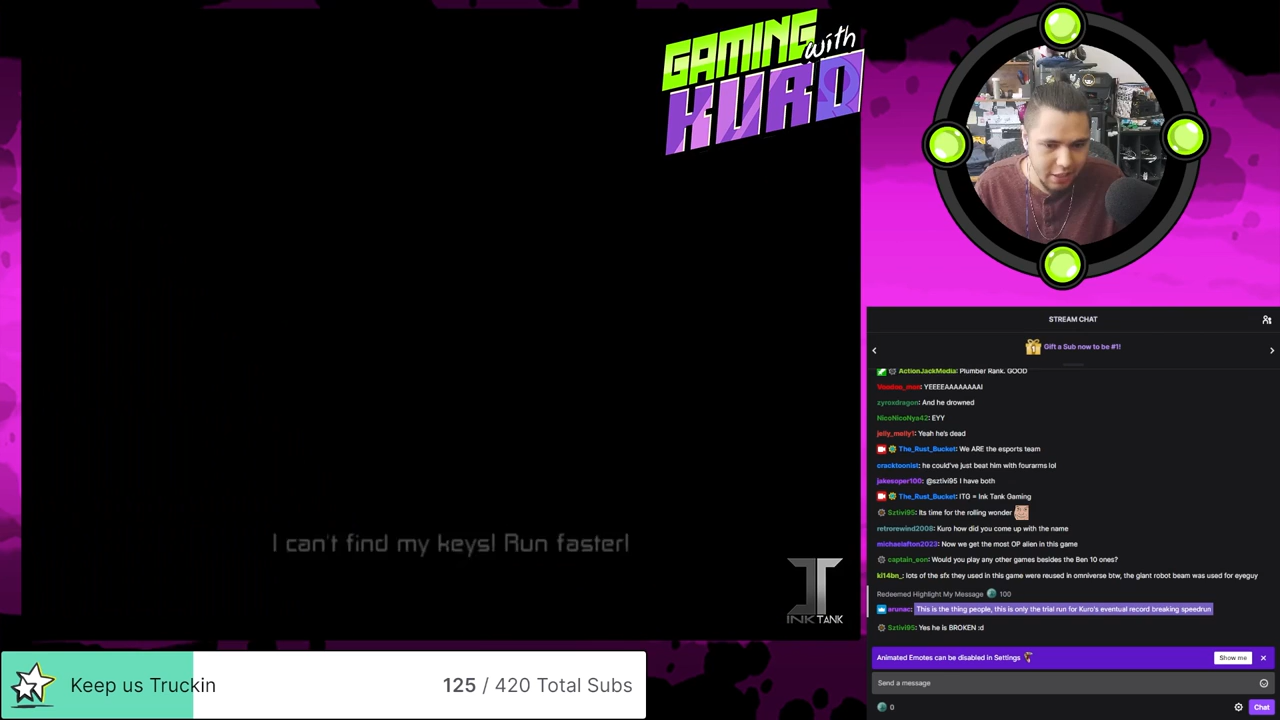 GAMING with
KURO
I can't find my keys! Run faster!
INK TANK
Keep us Truckin
125 / 420 Total Subs
STREAM CHAT
Gift a Sub now to be #1!
ActionJackMedia: Plumber Rank. GOOD
YEEEEAAAAAAAAI
zyroxdragon: And he drowned
NicoNicoNya42: EYY
jelly_molly1: Yeah he's dead
The_Rust_Bucket: We ARE the esports team
cracktoonist: he could've just beat him with fourarms lol
jakesoper100: @sztivi95 I have both
The_Rust_Bucket: ITG = Ink Tank Gaming
Sztivi95: Its time for the rolling wonder
retrorewind2008: Kuro how did you come up with the name
michaelafton2023: Now we get the most OP alien in this game
captain_eon: Would you play any other games besides the Ben 10 ones?
kl14bn_: lots of the sfx they used in this game were reused in omniverse btw, the giant robot beam was used for eyeguy
Redeemed Highlight My Message 100
arunac: This is the thing people, this is only the trial run for Kuro's eventual record breaking speedrun
Sztivi95: Yes he is BROKEN :d
Animated Emotes can be disabled in Settings
Show me
Send a message
0
Chat